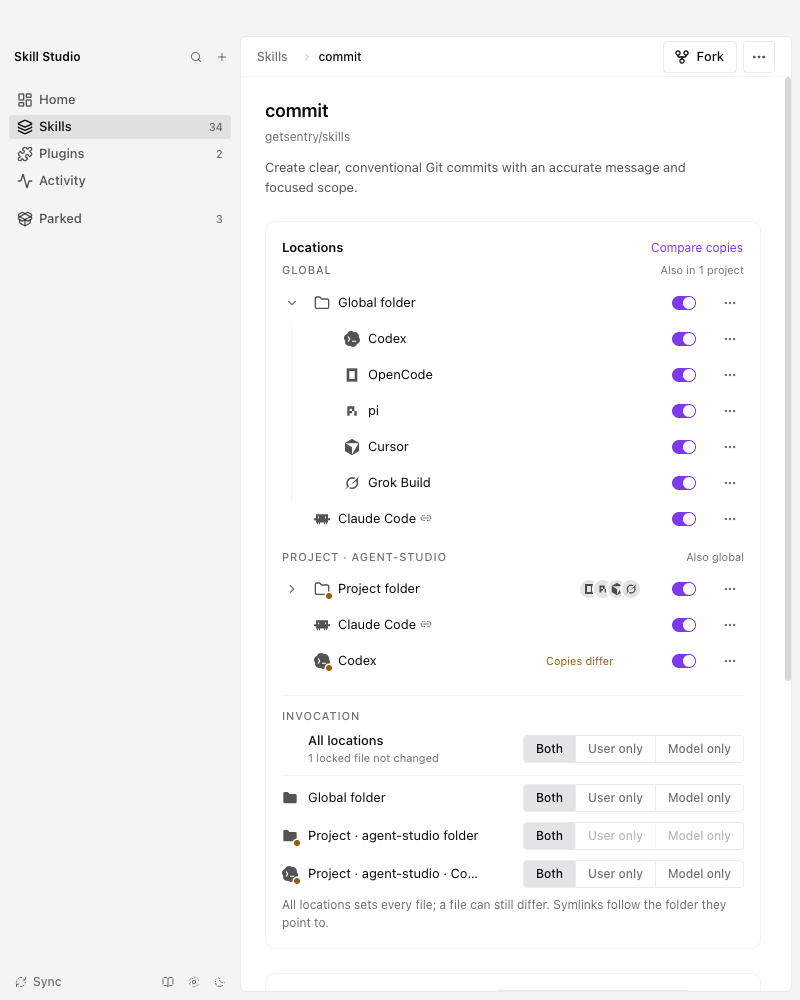 Skill Studio
Home
Skills 34
Plugins 2
Activity
Parked 3
Sync
Skills commit
Fork
commit
getsentry/skills
Create clear, conventional Git commits with an accurate message and
focused scope.
Locations Compare copies
GLOBAL Also in 1 project
Global folder
Codex
OpenCode
pi
Cursor
Grok Build
Claude Code
PROJECT · AGENT-STUDIO Also global
Project folder
Claude Code
Codex Copies differ
INVOCATION
All locations Both User only Model only
1 locked file not changed
Global folder Both User only Model only
Project · agent-studio folder Both User only Model only
Project · agent-studio · Co... Both User only Model only
All locations sets every file; a file can still differ. Symlinks follow the folder they
point to.